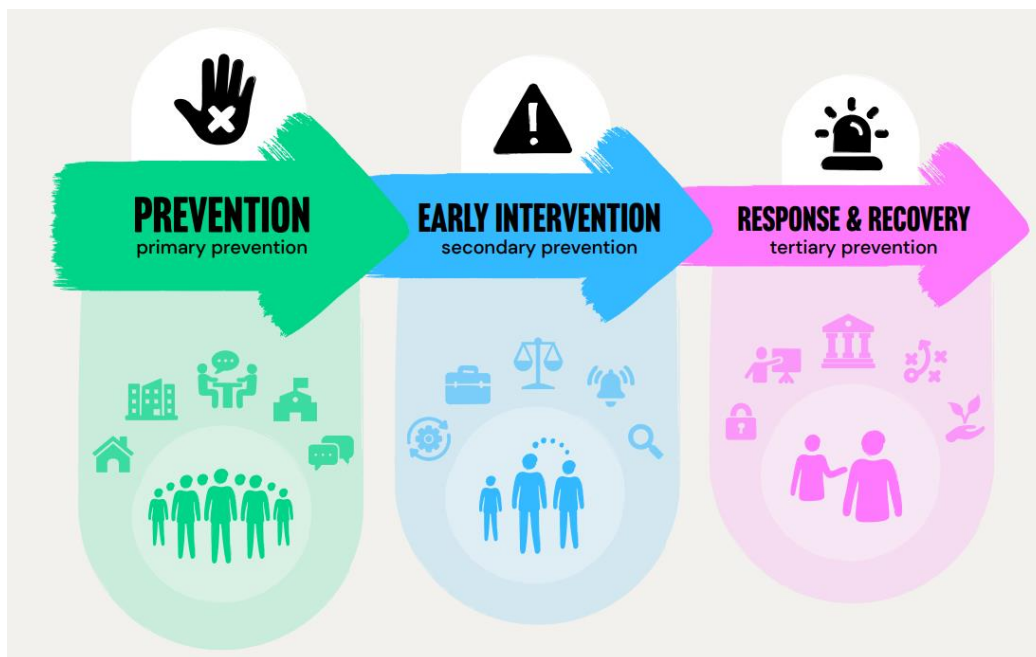 PREVENTION
primary prevention
EARLY INTERVENTION
secondary prevention
RESPONSE & RECOVERY
tertiary prevention